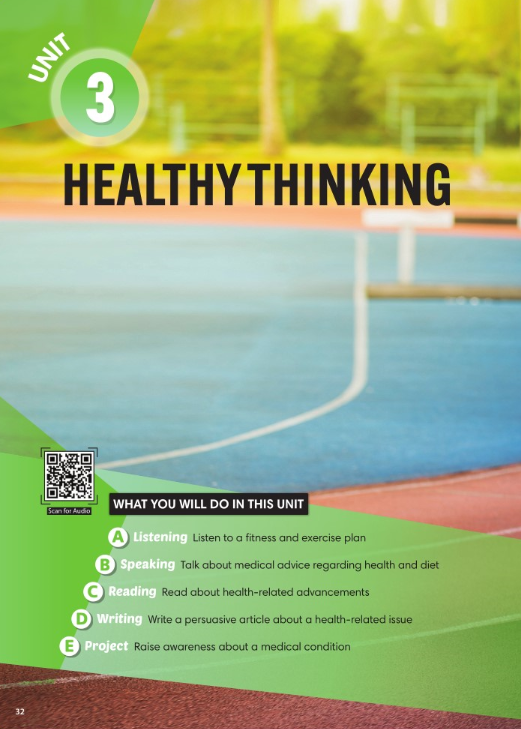 UNIT
3
HEALTHY THINKING
Scan for Audio
WHAT YOU WILL DO IN THIS UNIT
A Listening Listen to a fitness and exercise plan
B Speaking Talk about medical advice regarding health and diet
C Reading Read about health-related advancements
D Writing Write a persuasive article about a health-related issue
E Project Raise awareness about a medical condition
32